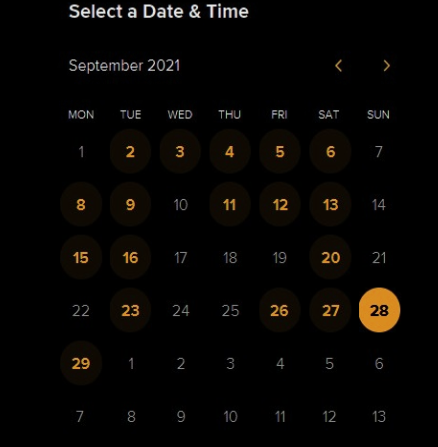 Select a Date & Time
September 2021
MON TUE WED THU FRI SAT SUN
1 2 3 4 5 6 7
8 9 10 11 12 13 14
15 16 17 18 19 20 21
22 23 24 25 26 27 28
29 1 2 3 4 5 6
7 8 9 10 11 12 13